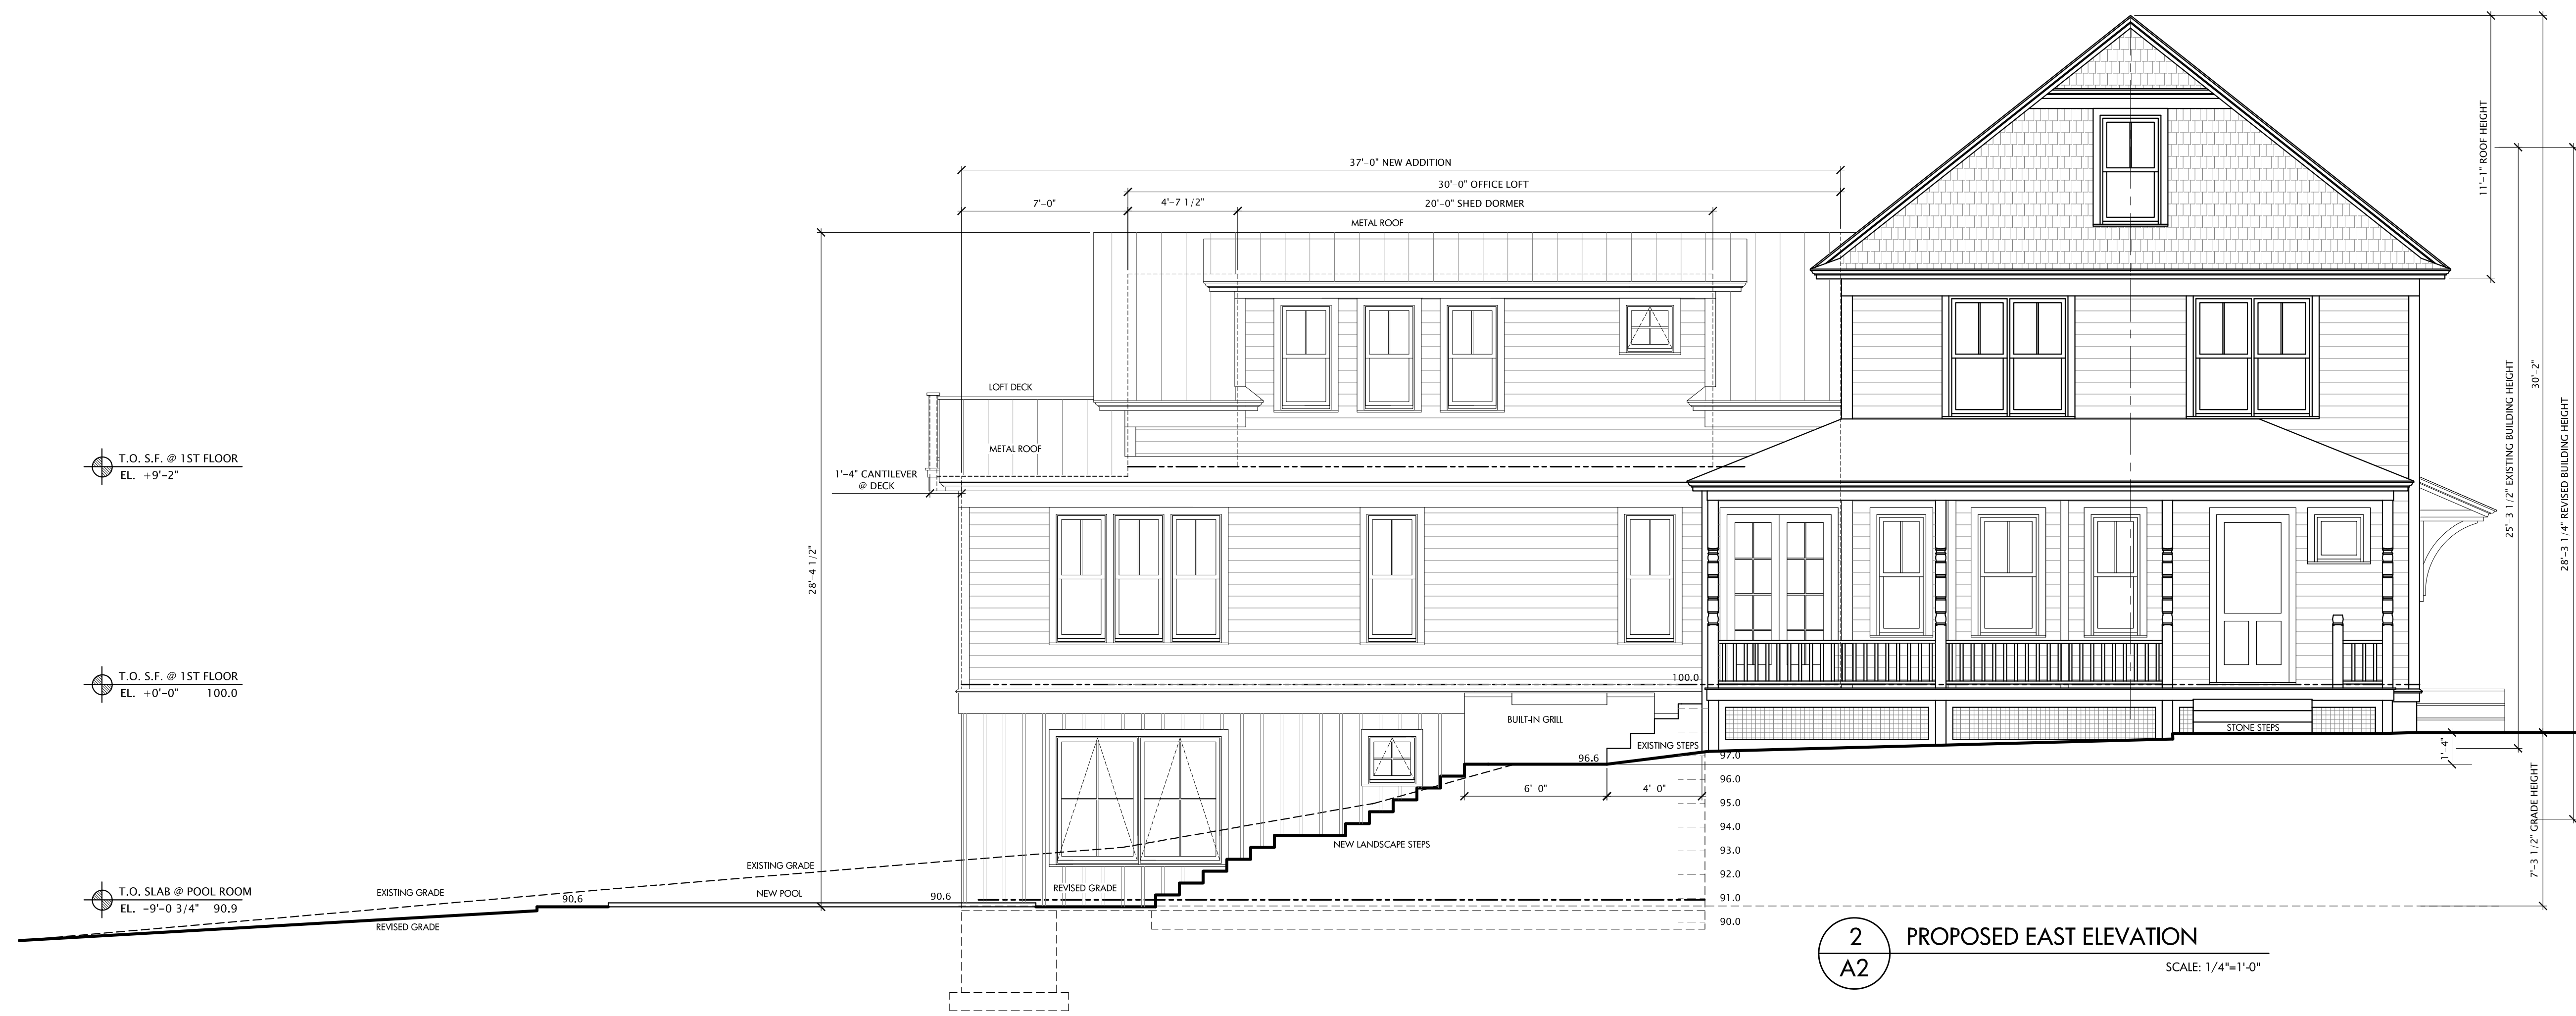 37'-0" NEW ADDITION
30'-0" OFFICE LOFT
7'-0"
4'-7 1/2"
20'-0" SHED DORMER
METAL ROOF
11'-1" ROOF HEIGHT
LOFT DECK
METAL ROOF
1'-4" CANTILEVER
@ DECK
T.O. S.F. @ 1ST FLOOR
EL. +9'-2"
28'-4 1/2"
25'-3 1/2" EXISTING BUILDING HEIGHT
30'-2"
28'-3 1/4" REVISED BUILDING HEIGHT
T.O. S.F. @ 1ST FLOOR
EL. +0'-0" 100.0
100.0
BUILT-IN GRILL
EXISTING STEPS
STONE STEPS
96.6
97.0
1'-4"
96.0
6'-0"
4'-0"
95.0
94.0
NEW LANDSCAPE STEPS
93.0
EXISTING GRADE
92.0
7'-3 1/2" GRADE HEIGHT
T.O. SLAB @ POOL ROOM
EL. -9'-0 3/4" 90.9
EXISTING GRADE
REVISED GRADE
NEW POOL
90.6
90.6
91.0
REVISED GRADE
90.0
2
A2
PROPOSED EAST ELEVATION
SCALE: 1/4"=1'-0"